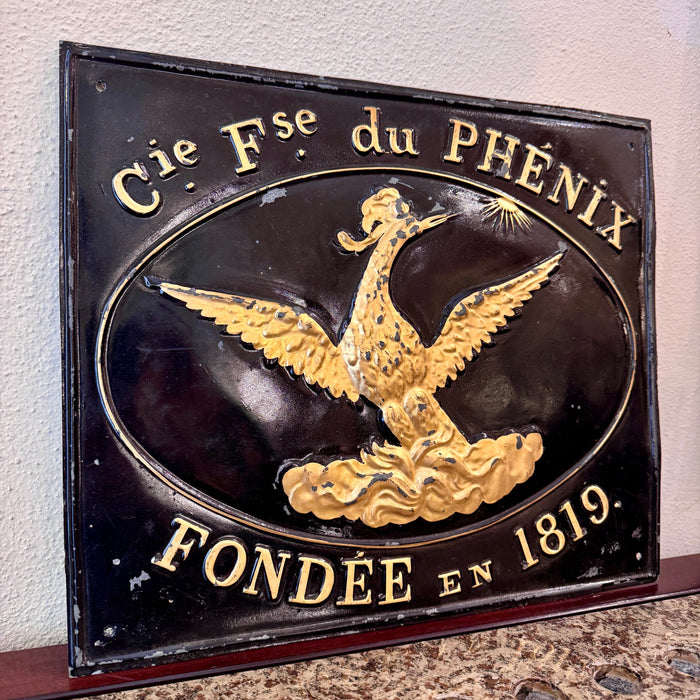 Cie. Fse. du PHÉNIX
FONDÉE EN 1819.